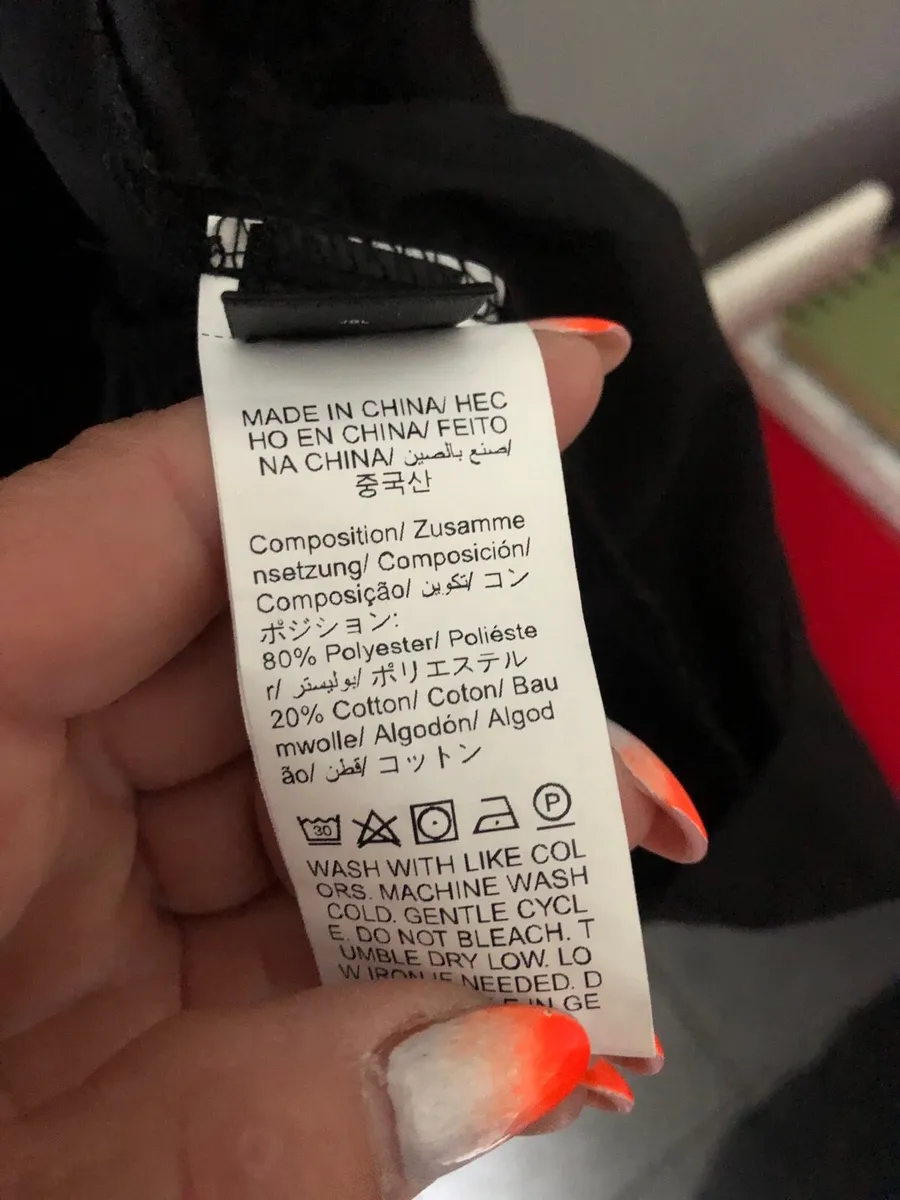 MADE IN CHINA/ HEC
HO EN CHINA/ FEITO
NA CHINA/ صنع بالصين/
중국산
Composition/ Zusamme
nsetzung/ Composición/
Composição/ تكوين/ コン
ポジション:
80% Polyester/ Poliéste
r/ بوليستر/ ポリエステル
20% Cotton/ Coton/ Bau
mwolle/ Algodón/ Algod
ão/ قطن/ コットン
30 P
WASH WITH LIKE COL
ORS. MACHINE WASH
COLD. GENTLE CYCL
E. DO NOT BLEACH. T
UMBLE DRY LOW. LO
W IRON IF NEEDED. D
IN GE